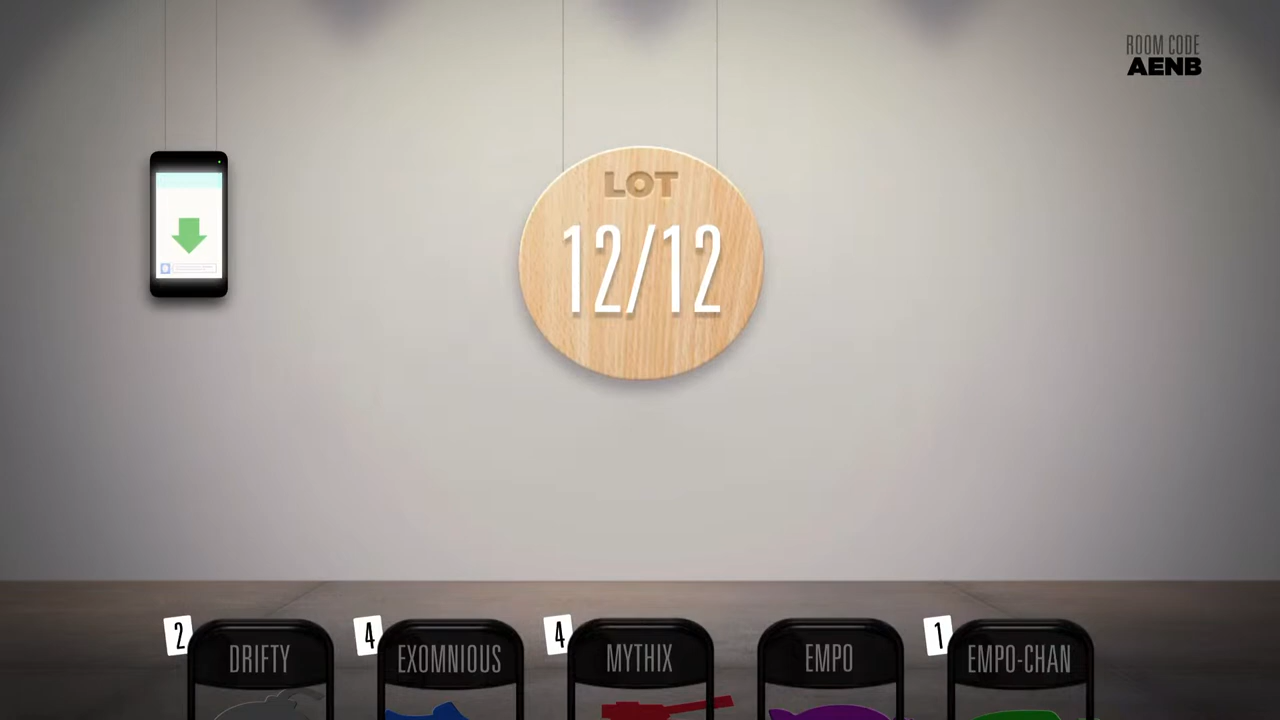 ROOM CODE
AENB
LOT
12/12
2
DRIFTY
4
EXOMNIOUS
4
MYTHIX
EMPO
1
EMPO-CHAN